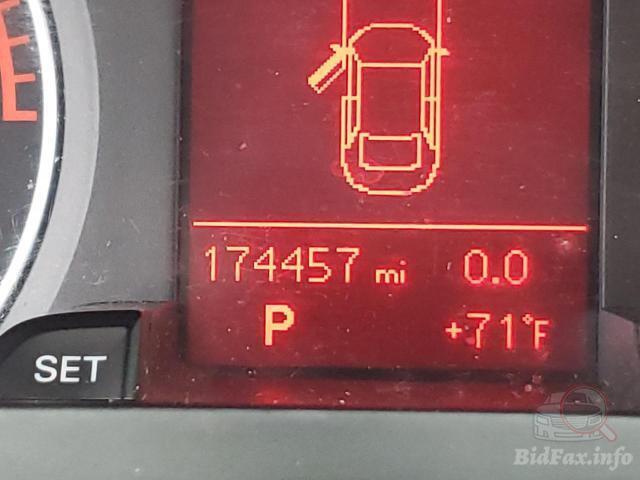 174457 mi 0.0
P +71°F
SET
BidFax.info